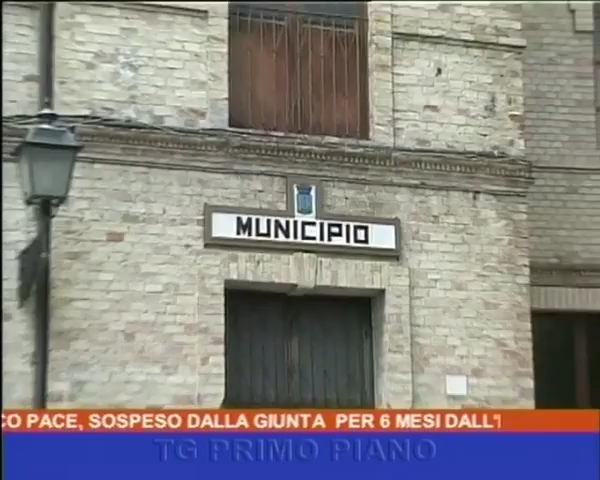 MUNICIPIO
CO PACE, SOSPESO DALLA GIUNTA PER 6 MESI DALL'
TG PRIMO PIANO